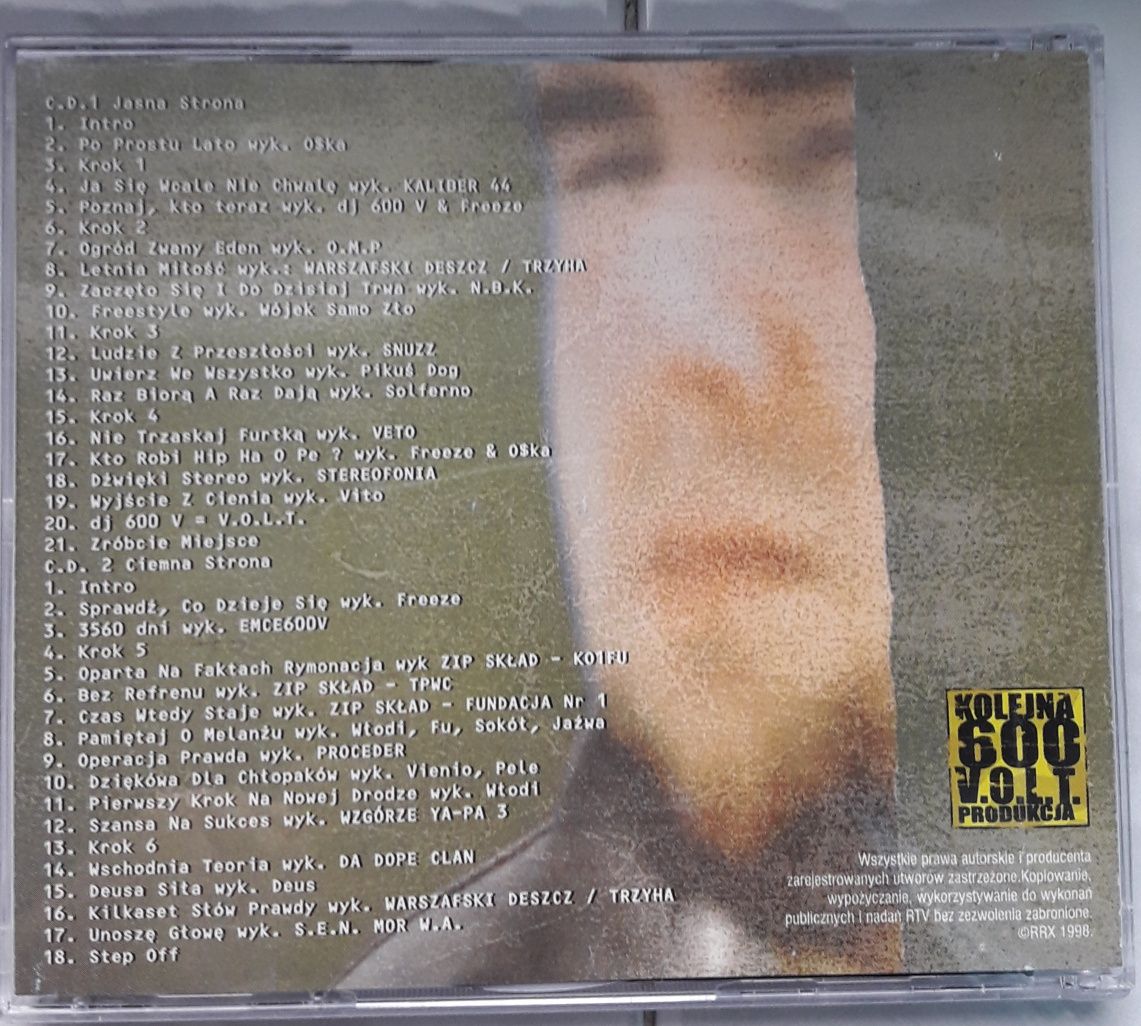 C.D.1 Jasna Strona
1. Intro
2. Po Prostu Lato wyk. O$ka
3. Krok 1
4. Ja Się Wcale Nie Chwalę wyk. KALIBER 44
5. Poznaj, kto teraz wyk. dj 600 V & Freeze
6. Krok 2
7. Ogród Zwany Eden wyk. O.M.P
8. Letnia Miłość wyk.: WARSZAFSKI DESZCZ / TRZYHA
9. Zaczęło Się I Do Dzisiaj Trwa wyk. N.B.K.
10. Freestyle wyk. Wójek Samo Zło
11. Krok 3
12. Ludzie Z Przeszłości wyk. SNUZZ
13. Uwierz We Wszystko wyk. Pikuś Dog
14. Raz Biorą A Raz Dają wyk. Solferno
15. Krok 4
16. Nie Trzaskaj Furtką wyk. VETO
17. Kto Robi Hip Ha O Pe ? wyk. Freeze & O$ka
18. Dźwięki Stereo wyk. STEREOFONIA
19. Wyjście Z Cienia wyk. Vito
20. dj 600 V = V.O.L.T.
21. Zróbcie Miejsce
C.D. 2 Ciemna Strona
1. Intro
2. Sprawdź, Co Dzieje Się wyk. Freeze
3. 3560 dni wyk. EMCE600V
4. Krok 5
5. Oparta Na Faktach Rymonacja wyk ZIP SKŁAD - KO1FU
6. Bez Refrenu wyk. ZIP SKŁAD - TPWC
7. Czas Wtedy Staje wyk. ZIP SKŁAD - FUNDACJA Nr 1
8. Pamiętaj O Melanżu wyk. Włodi, Fu, Sokół, Jaźwa
9. Operacja Prawda wyk. PROCEDER
10. Dziękówa Dla Chłopaków wyk. Vienio, Pele
11. Pierwszy Krok Na Nowej Drodze wyk. Włodi
12. Szansa Na Sukces wyk. WZGÓRZE YA-PA 3
13. Krok 6
14. Wschodnia Teoria wyk. DA DOPE CLAN
15. Deusa Siła wyk. Deus
16. Kilkaset Słów Prawdy wyk. WARSZAFSKI DESZCZ / TRZYHA
17. Unoszę Głowę wyk. S.E.N. MOR W.A.
18. Step Off
KOLEJNA
600
V.O.L.T.
PRODUKCJA
Wszystkie prawa autorskie i producenta
zarejestrowanych utworów zastrzeżone.Kopiowanie,
wypożyczanie, wykorzystywanie do wykonań
publicznych i nadań RTV bez zezwolenia zabronione.
©RRX 1998.